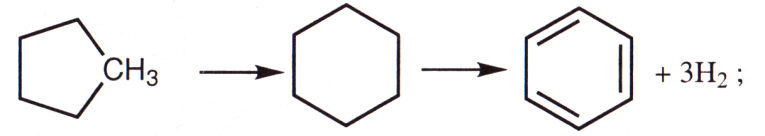 CH3 + 3H2 ;